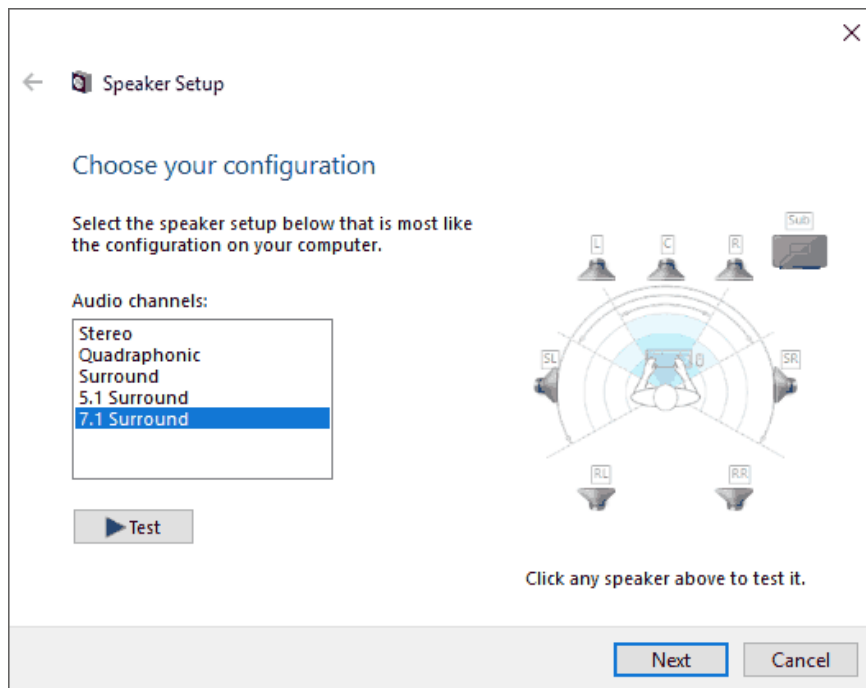 Speaker Setup
Choose your configuration
Select the speaker setup below that is most like
the configuration on your computer.
Audio channels:
Stereo
Quadraphonic
Surround
5.1 Surround
7.1 Surround
Test
L
C
R
Sub
SL
SR
RL
RR
Click any speaker above to test it.
Next
Cancel